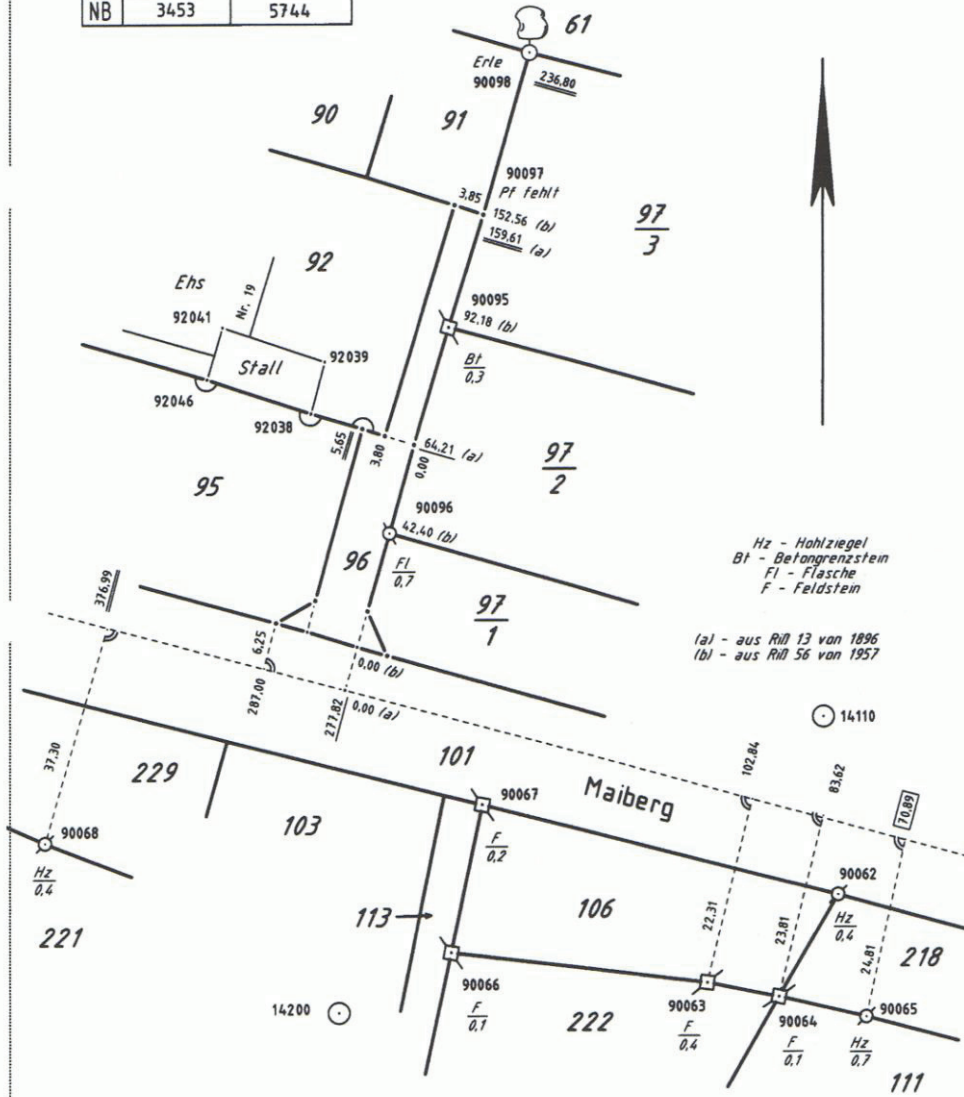 NB 3453 5744
61
Erle
90098
236,80
90
91
90097
Pf fehlt
3,85
152,56 (b)
159,61 (a)
97
3
92
Ehs
Nr. 19
92041
90095
92,18 (b)
Stall
92039
Bt
0,3
92046
92038
5,65
3,80
64,21 (a)
0,00
97
2
95
90096
42,40 (b)
96
Fl
0,7
Hz - Hohlziegel
Bt - Betongrenzstein
Fl - Flasche
F - Feldstein
376,99
97
1
(a) - aus Riß 13 von 1896
(b) - aus Riß 56 von 1957
6,25
0,00 (b)
287,00
277,82
0,00 (a)
14110
37,30
101
102,84
83,62
229
90067
Maiberg
70,89
103
90068
F
0,2
Hz
0,4
90062
113
106
22,31
23,81
Hz
0,4
24,81
221
218
90066
90063
90065
14200
F
0,1
222
F
0,4
90064
F
0,1
Hz
0,7
111